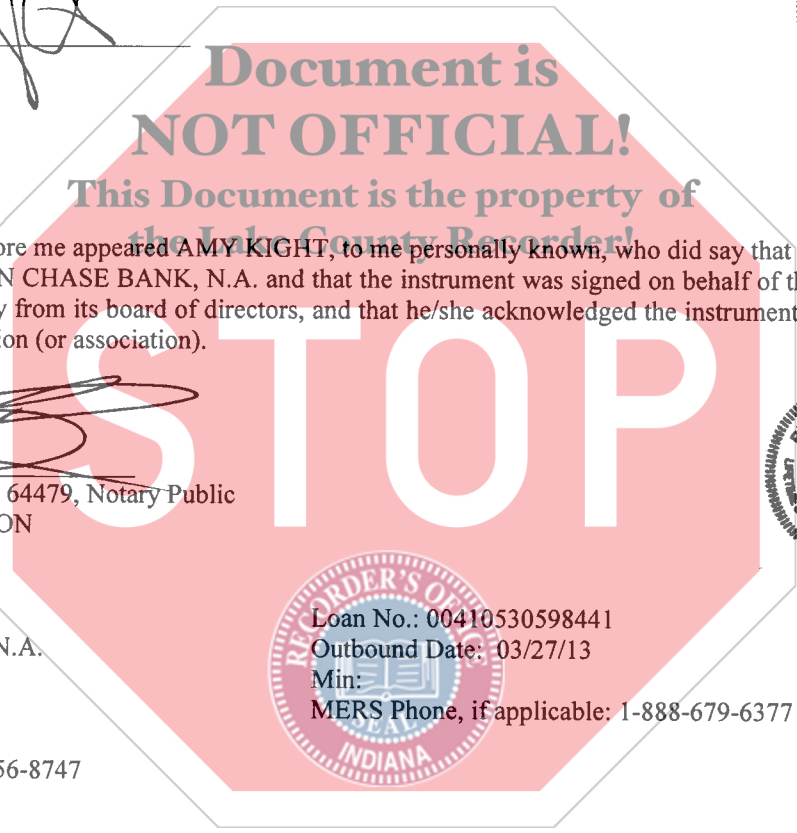 Document is
NOT OFFICIAL!
This Document is the property of
the Lake County Recorder!
ore me appeared AMY KIGHT, to me personally known, who did say that
N CHASE BANK, N.A. and that the instrument was signed on behalf of th
y from its board of directors, and that he/she acknowledged the instrument
ion (or association).
STOP
64479, Notary Public
ON
RECORDER'S OFFICE
SEAL
INDIANA
Loan No.: 00410530598441
N.A.
Outbound Date: 03/27/13
Min:
MERS Phone, if applicable: 1-888-679-6377
56-8747